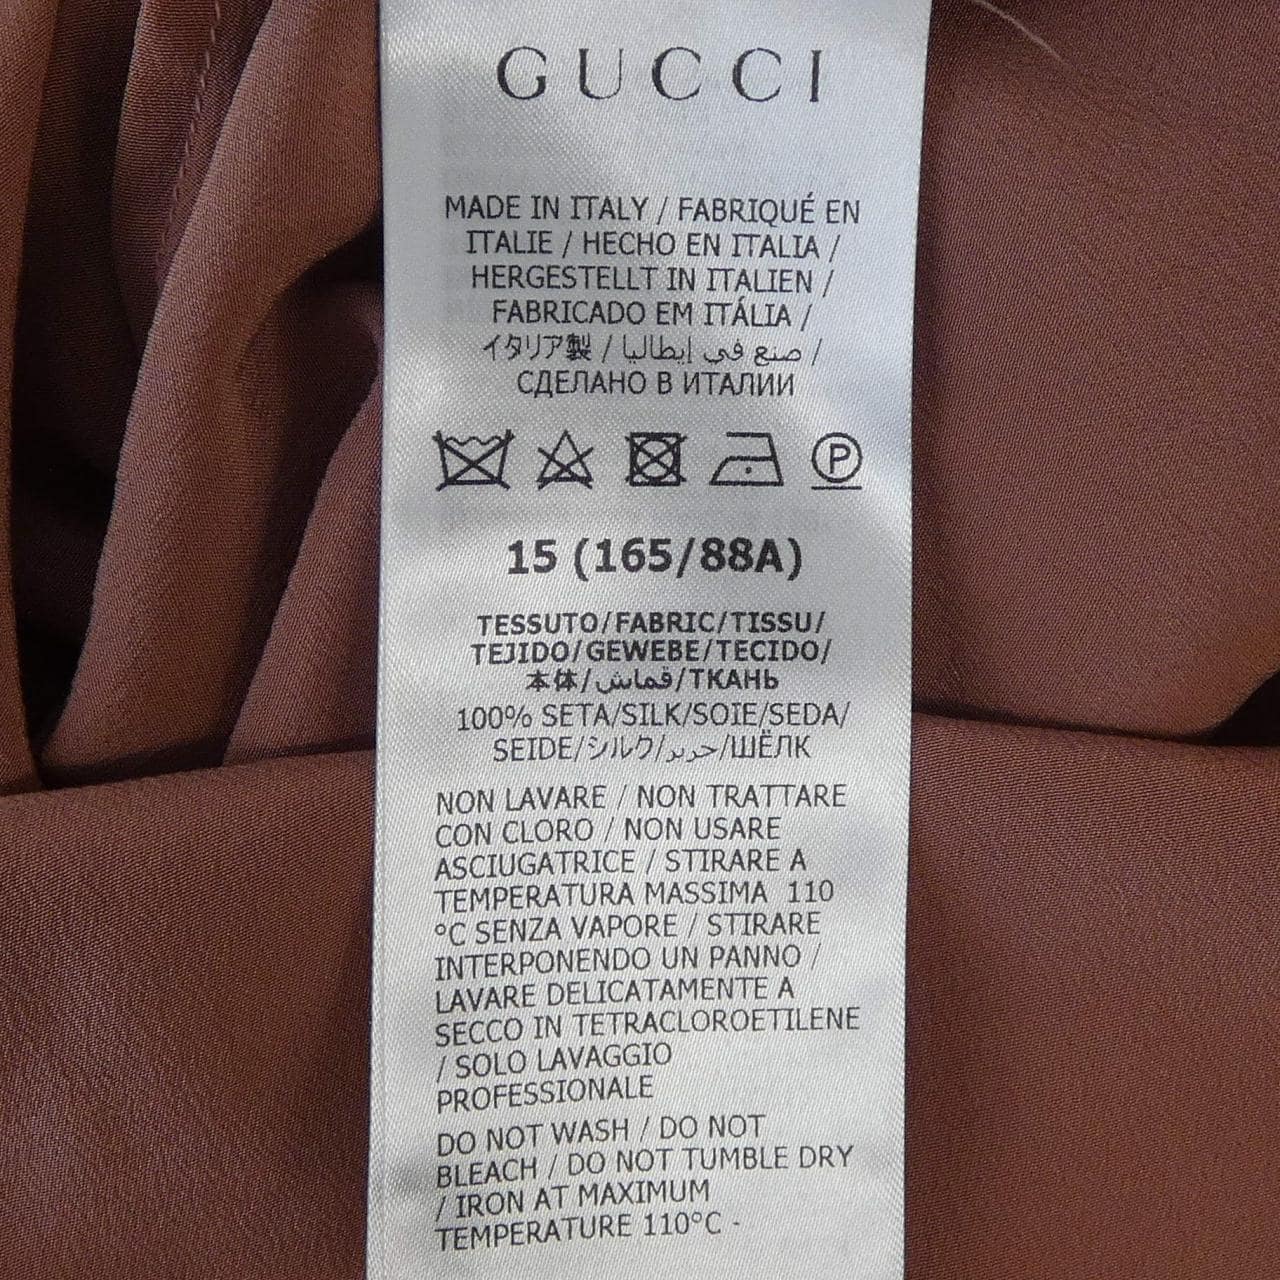 GUCCI
MADE IN ITALY / FABRIQUÉ EN
ITALIE / HECHO EN ITALIA /
HERGESTELLT IN ITALIEN /
FABRICADO EM ITÁLIA /
イタリア製 / صنع في إيطاليا /
СДЕЛАНО В ИТАЛИИ
P
15 (165/88A)
TESSUTO/FABRIC/TISSU/
TEJIDO/GEWEBE/TECIDO/
本体/قماش/ТКАНЬ
100% SETA/SILK/SOIE/SEDA/
SEIDE/シルク/حرير/ШЁЛК
NON LAVARE / NON TRATTARE
CON CLORO / NON USARE
ASCIUGATRICE / STIRARE A
TEMPERATURA MASSIMA 110
°C SENZA VAPORE / STIRARE
INTERPONENDO UN PANNO /
LAVARE DELICATAMENTE A
SECCO IN TETRACLOROETILENE
/ SOLO LAVAGGIO
PROFESSIONALE
DO NOT WASH / DO NOT
BLEACH / DO NOT TUMBLE DRY
/ IRON AT MAXIMUM
TEMPERATURE 110°C -